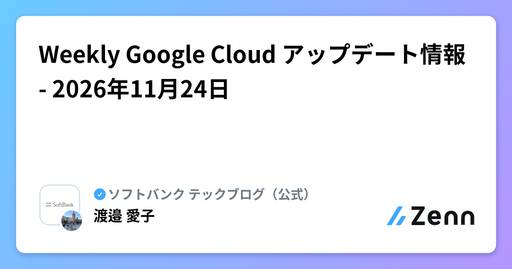 Weekly Google Cloud アップデート情報
- 2026年11月24日
ソフトバンク テックブログ（公式）
SoftBank
渡邉 愛子
Zenn